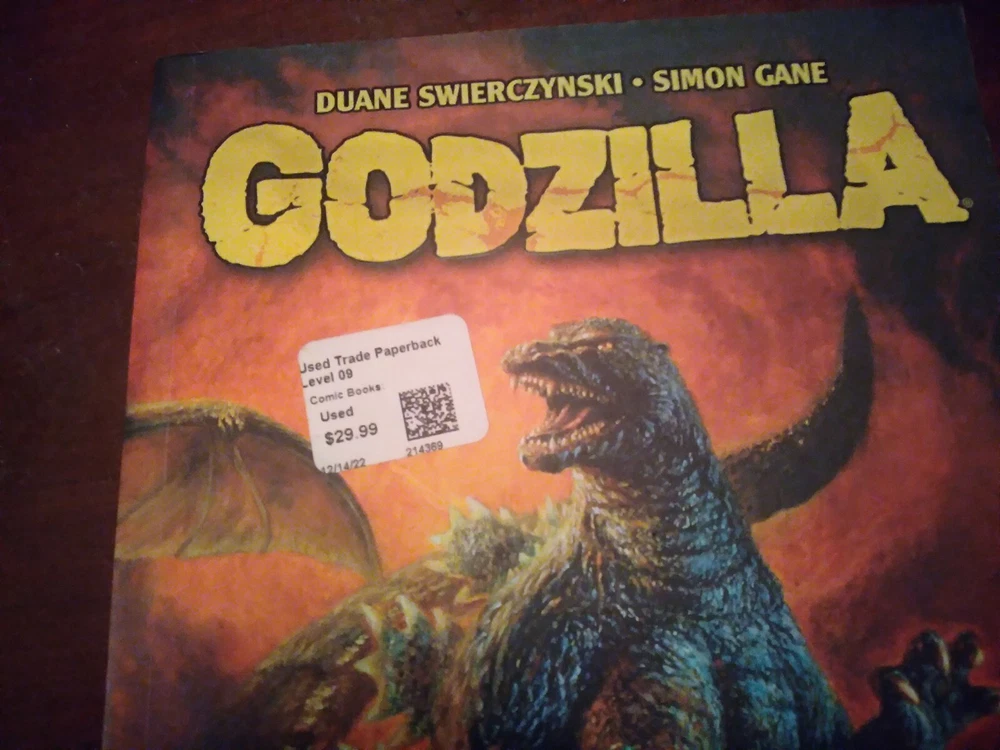 DUANE SWIERCZYNSKI • SIMON GANE
GODZILLA®
Used Trade Paperback
Level 09
Comic Books
Used
$29.99
12/14/22
214369